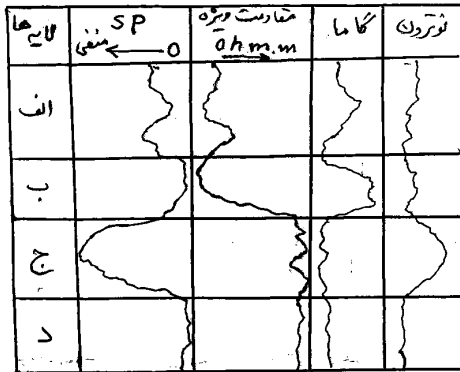 لایه ها
SP
منفی ← 0
مقاومت ویژه
ohm.m
گاما
نوترون
الف
ب
ج
د